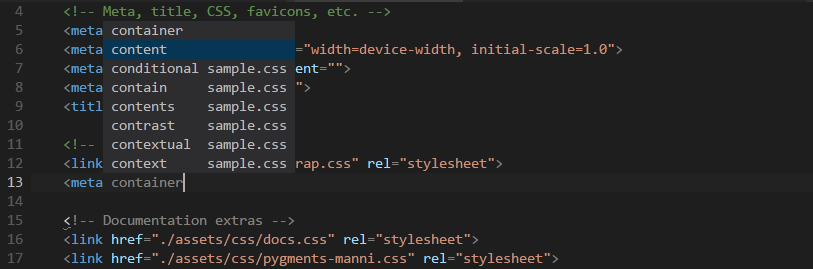 4 <!-- Meta, title, CSS, favicons, etc. -->
5 <meta
6 <meta ="width=device-width, initial-scale=1.0">
7 <meta ent="">
8 <meta ">
9 <titl
10
11 <!--
12 <link rap.css" rel="stylesheet">
13 <meta container
14
15 <!-- Documentation extras -->
16 <link href="./assets/css/docs.css" rel="stylesheet">
17 <link href="./assets/css/pygments-manni.css" rel="stylesheet">
container
content
conditional sample.css
contain sample.css
contents sample.css
contrast sample.css
contextual sample.css
context sample.css